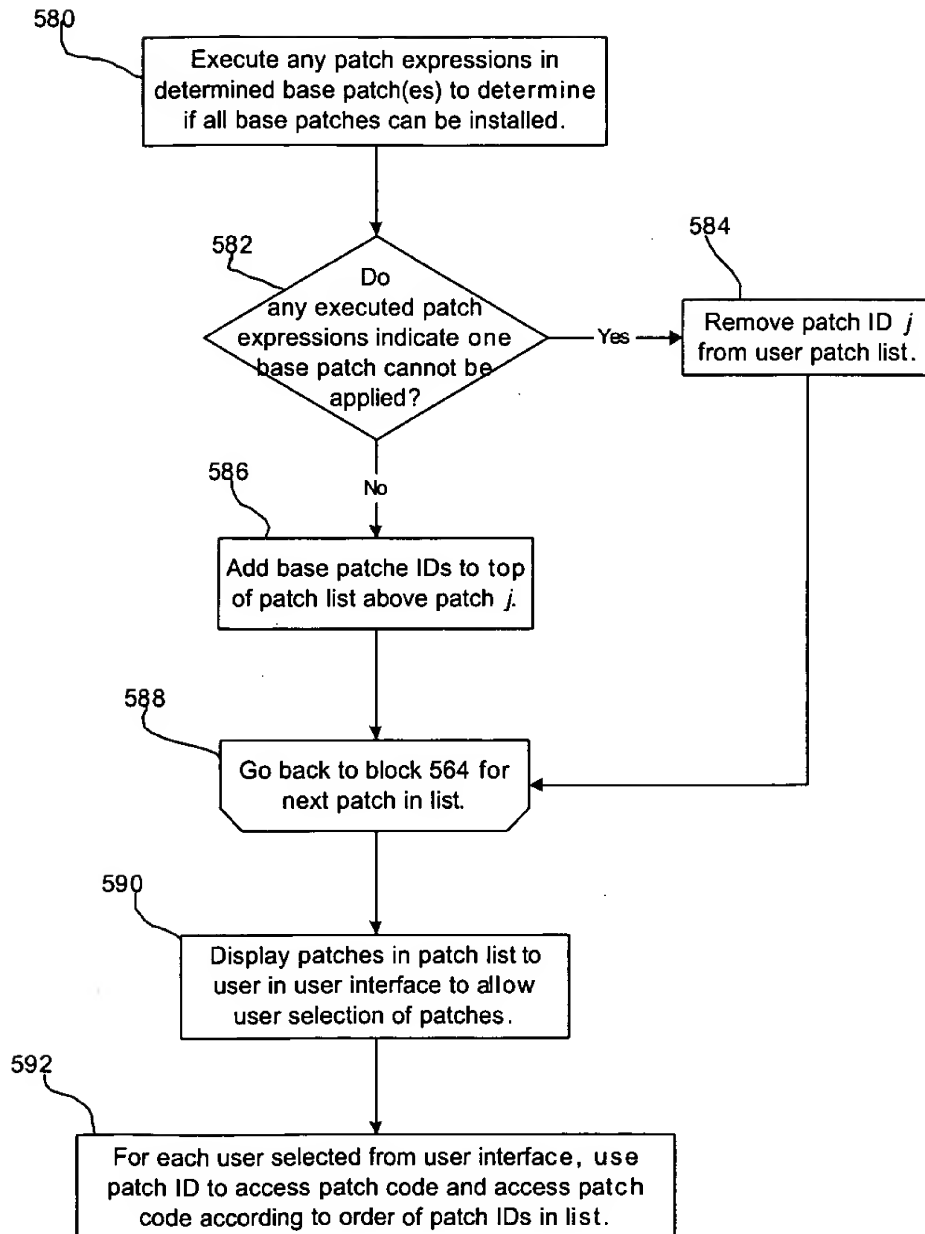 580
Execute any patch expressions in
determined base patch(es) to determine
if all base patches can be installed.
582
Do
any executed patch
expressions indicate one
base patch cannot be
applied?
Yes
584
Remove patch ID j
from user patch list.
No
586
Add base patche IDs to top
of patch list above patch j.
588
Go back to block 564 for
next patch in list.
590
Display patches in patch list to
user in user interface to allow
user selection of patches.
592
For each user selected from user interface, use
patch ID to access patch code and access patch
code according to order of patch IDs in list.